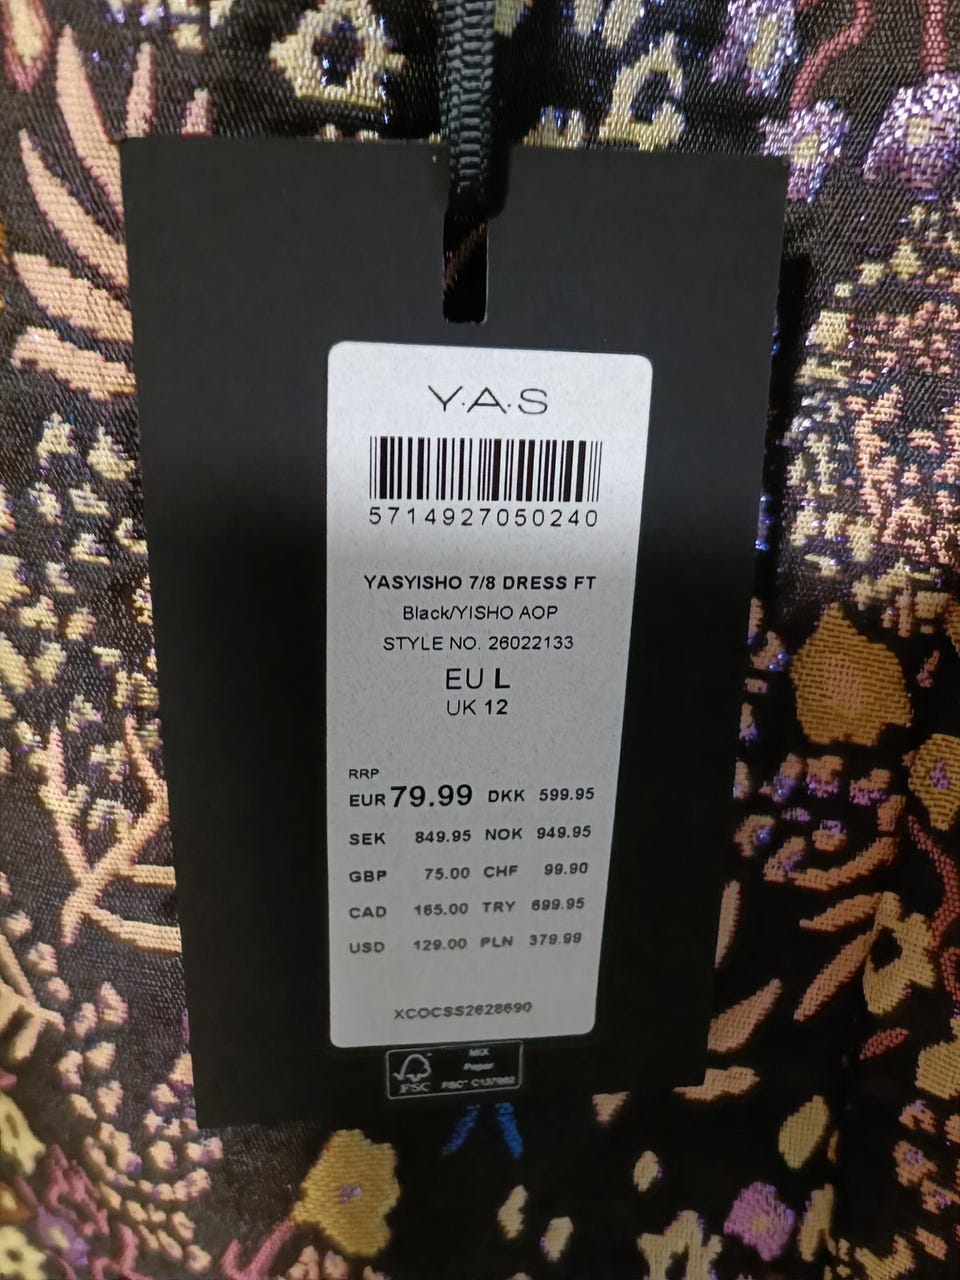 Y.A.S
5714927050240
YASYISHO 7/8 DRESS FT
Black/YISHO AOP
STYLE NO. 26022133
EU L
UK 12
RRP
EUR 79.99 DKK 599.95
SEK 849.95 NOK 949.95
GBP 75.00 CHF 99.90
CAD 165.00 TRY 699.95
USD 129.00 PLN 379.99
XCOCSS2628690
FSC
MIX
Paper
FSC™